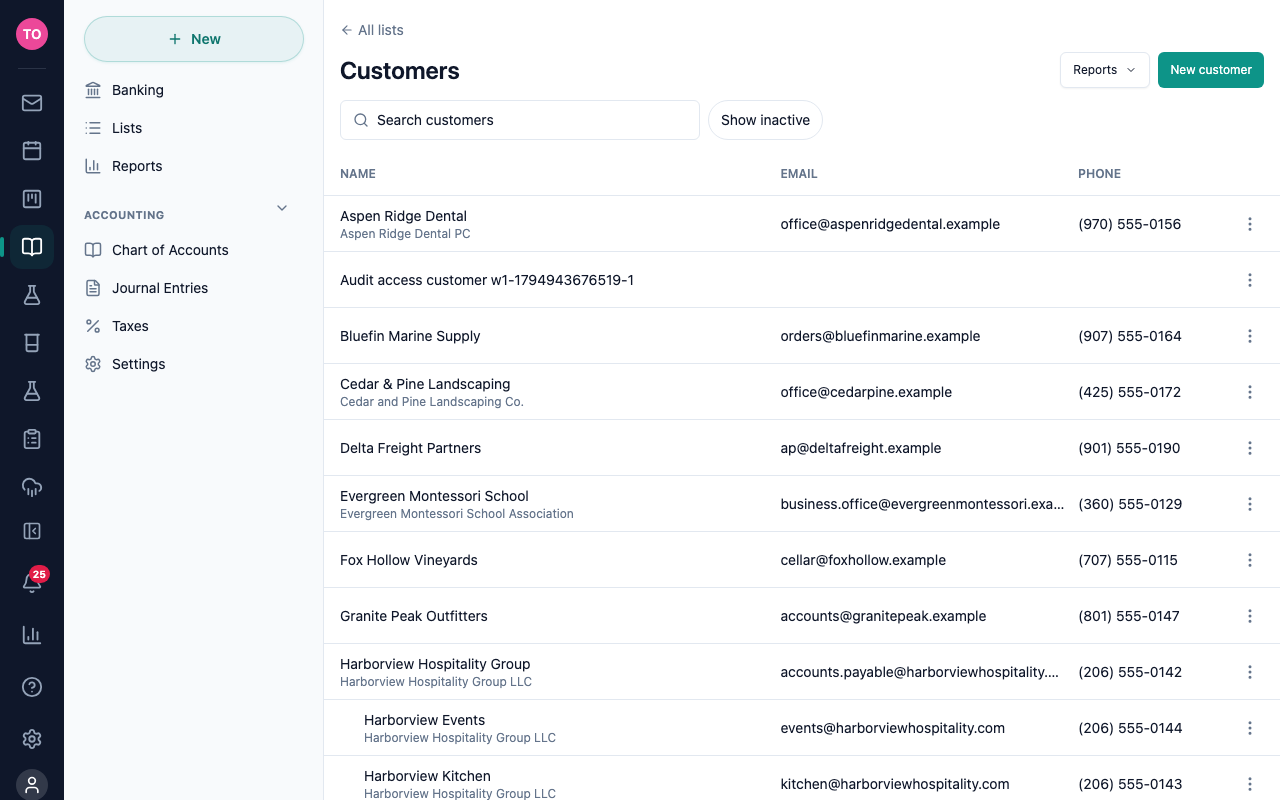 TO
New
Banking
Lists
Reports
ACCOUNTING
Chart of Accounts
Journal Entries
Taxes
Settings
25
All lists
Customers
Reports
New customer
Search customers
Show inactive
NAME EMAIL PHONE
Aspen Ridge Dental
Aspen Ridge Dental PC
office@aspenridgedental.example (970) 555-0156
Audit access customer w1-1794943676519-1
Bluefin Marine Supply orders@bluefinmarine.example (907) 555-0164
Cedar & Pine Landscaping
Cedar and Pine Landscaping Co.
office@cedarpine.example (425) 555-0172
Delta Freight Partners ap@deltafreight.example (901) 555-0190
Evergreen Montessori School
Evergreen Montessori School Association
business.office@evergreenmontessori.exa... (360) 555-0129
Fox Hollow Vineyards cellar@foxhollow.example (707) 555-0115
Granite Peak Outfitters accounts@granitepeak.example (801) 555-0147
Harborview Hospitality Group
Harborview Hospitality Group LLC
accounts.payable@harborviewhospitality.... (206) 555-0142
Harborview Events
Harborview Hospitality Group LLC
events@harborviewhospitality.com (206) 555-0144
Harborview Kitchen
Harborview Hospitality Group LLC
kitchen@harborviewhospitality.com (206) 555-0143